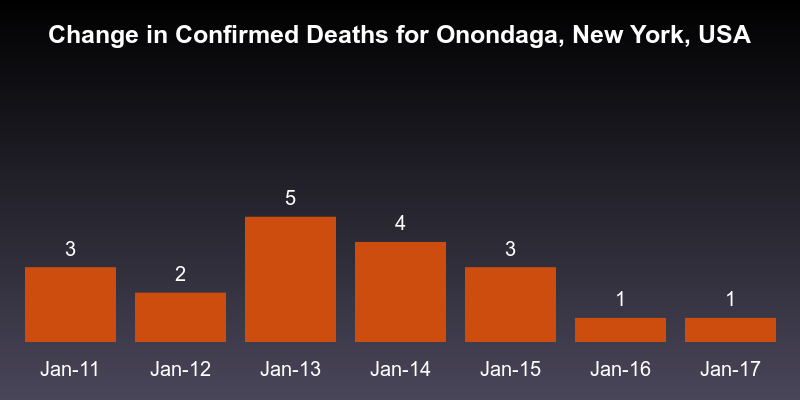 Change in Confirmed Deaths for Onondaga, New York, USA
3
2
5
4
3
1
1
Jan-11
Jan-12
Jan-13
Jan-14
Jan-15
Jan-16
Jan-17